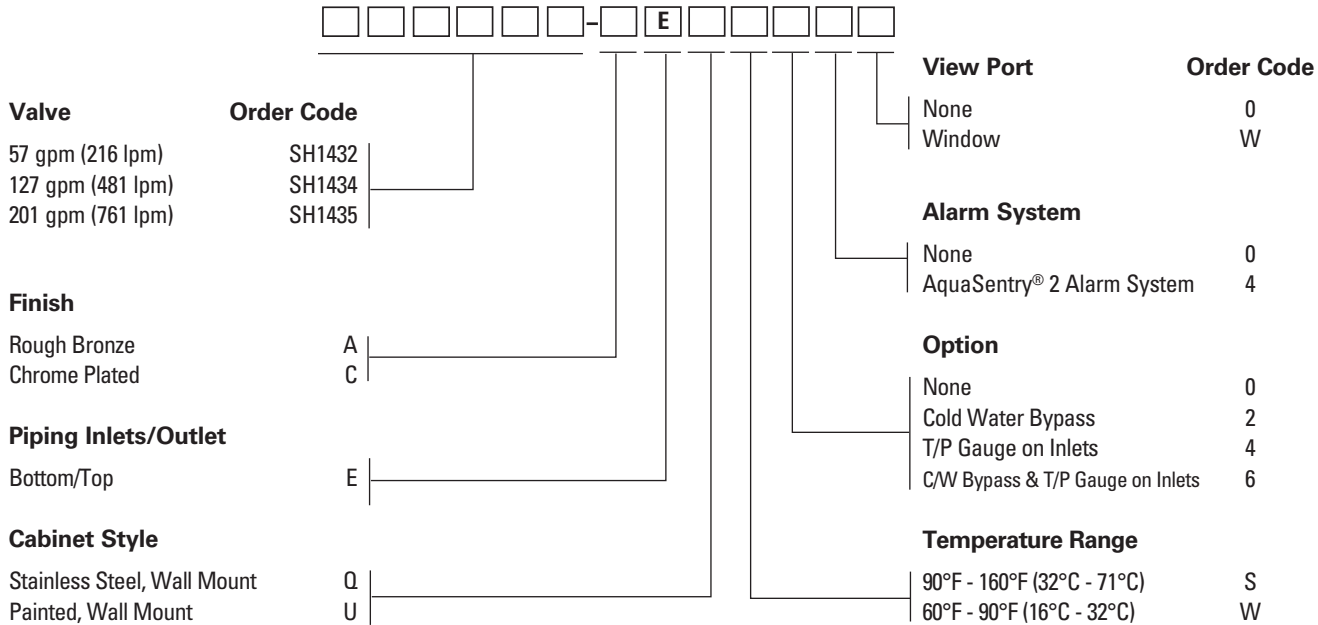 – E
Valve Order Code
57 gpm (216 lpm) SH1432
127 gpm (481 lpm) SH1434
201 gpm (761 lpm) SH1435
Finish
Rough Bronze A
Chrome Plated C
Piping Inlets/Outlet
Bottom/Top E
Cabinet Style
Stainless Steel, Wall Mount Q
Painted, Wall Mount U
View Port Order Code
None 0
Window W
Alarm System
None 0
AquaSentry® 2 Alarm System 4
Option
None 0
Cold Water Bypass 2
T/P Gauge on Inlets 4
C/W Bypass & T/P Gauge on Inlets 6
Temperature Range
90°F - 160°F (32°C - 71°C) S
60°F - 90°F (16°C - 32°C) W